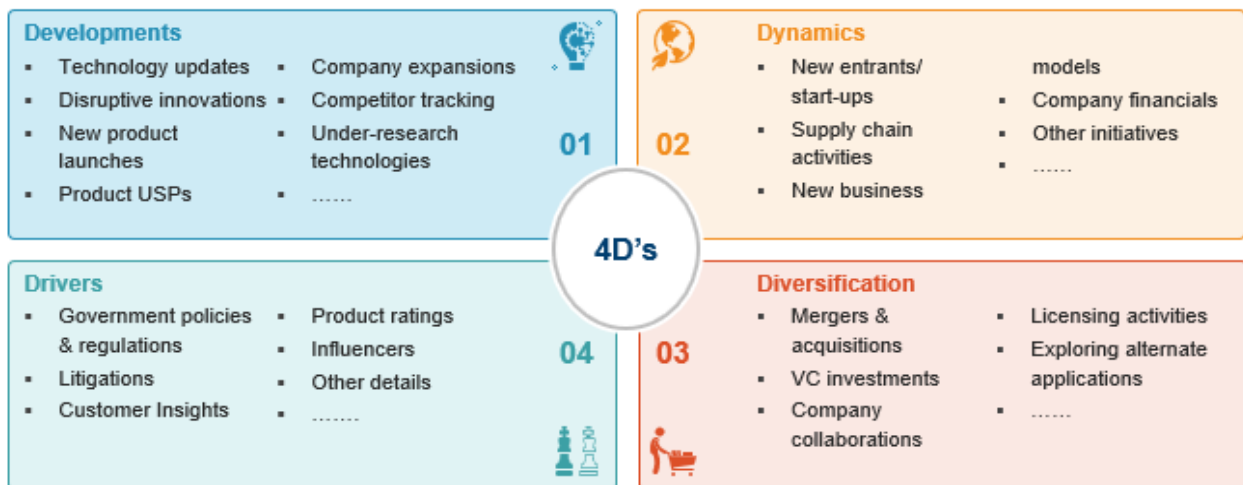 Developments
Technology updates
Disruptive innovations
New product
launches
Product USPs
Company expansions
Competitor tracking
Under-research
technologies
……
01
Dynamics
New entrants/
start-ups
Supply chain
activities
New business
models
Company financials
Other initiatives
……
02
4D's
Drivers
Government policies
& regulations
Litigations
Customer Insights
Product ratings
Influencers
Other details
…….
04
Diversification
Mergers &
acquisitions
VC investments
Company
collaborations
Licensing activities
Exploring alternate
applications
……
03